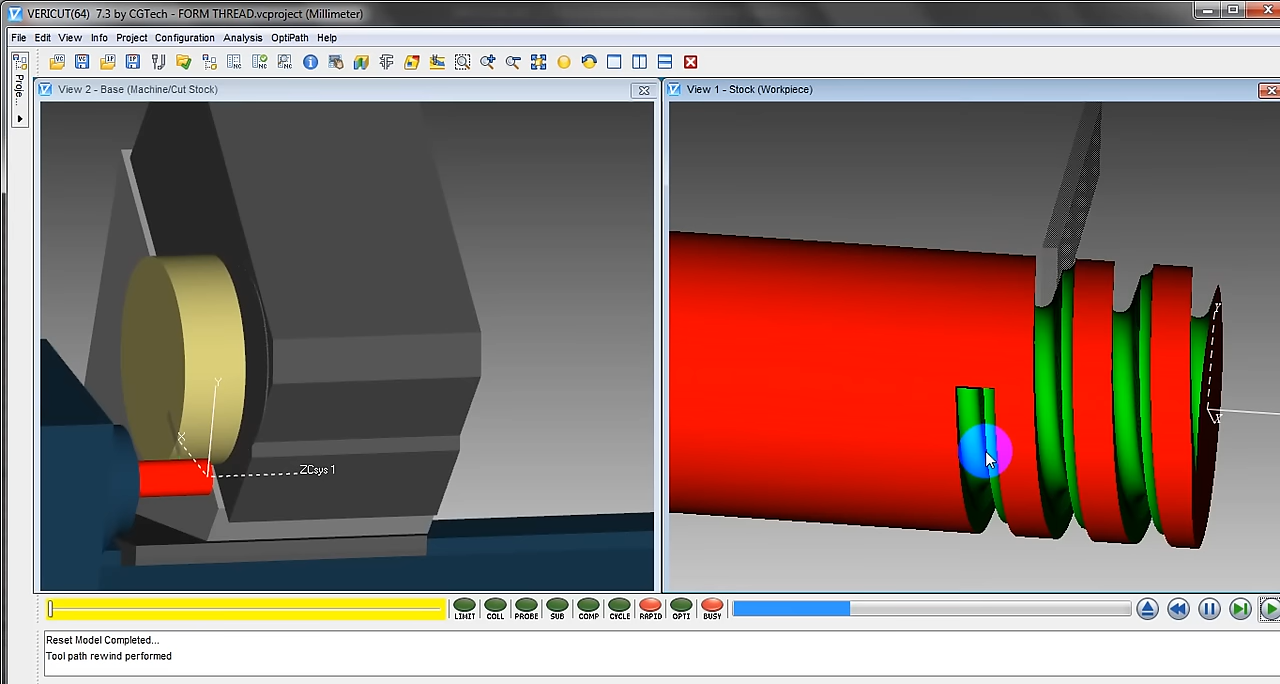 VERICUT(64) 7.3 by CGTech - FORM THREAD.vcproject (Millimeter)
File Edit View Info Project Configuration Analysis OptiPath Help
Proje...
View 2 - Base (Machine/Cut Stock)
View 1 - Stock (Workpiece)
Y
X
ZCsys 1
Y
X
LIMIT COLL PROBE SUB COMP CYCLE RAPID OPTI BUSY
Reset Model Completed...
Tool path rewind performed